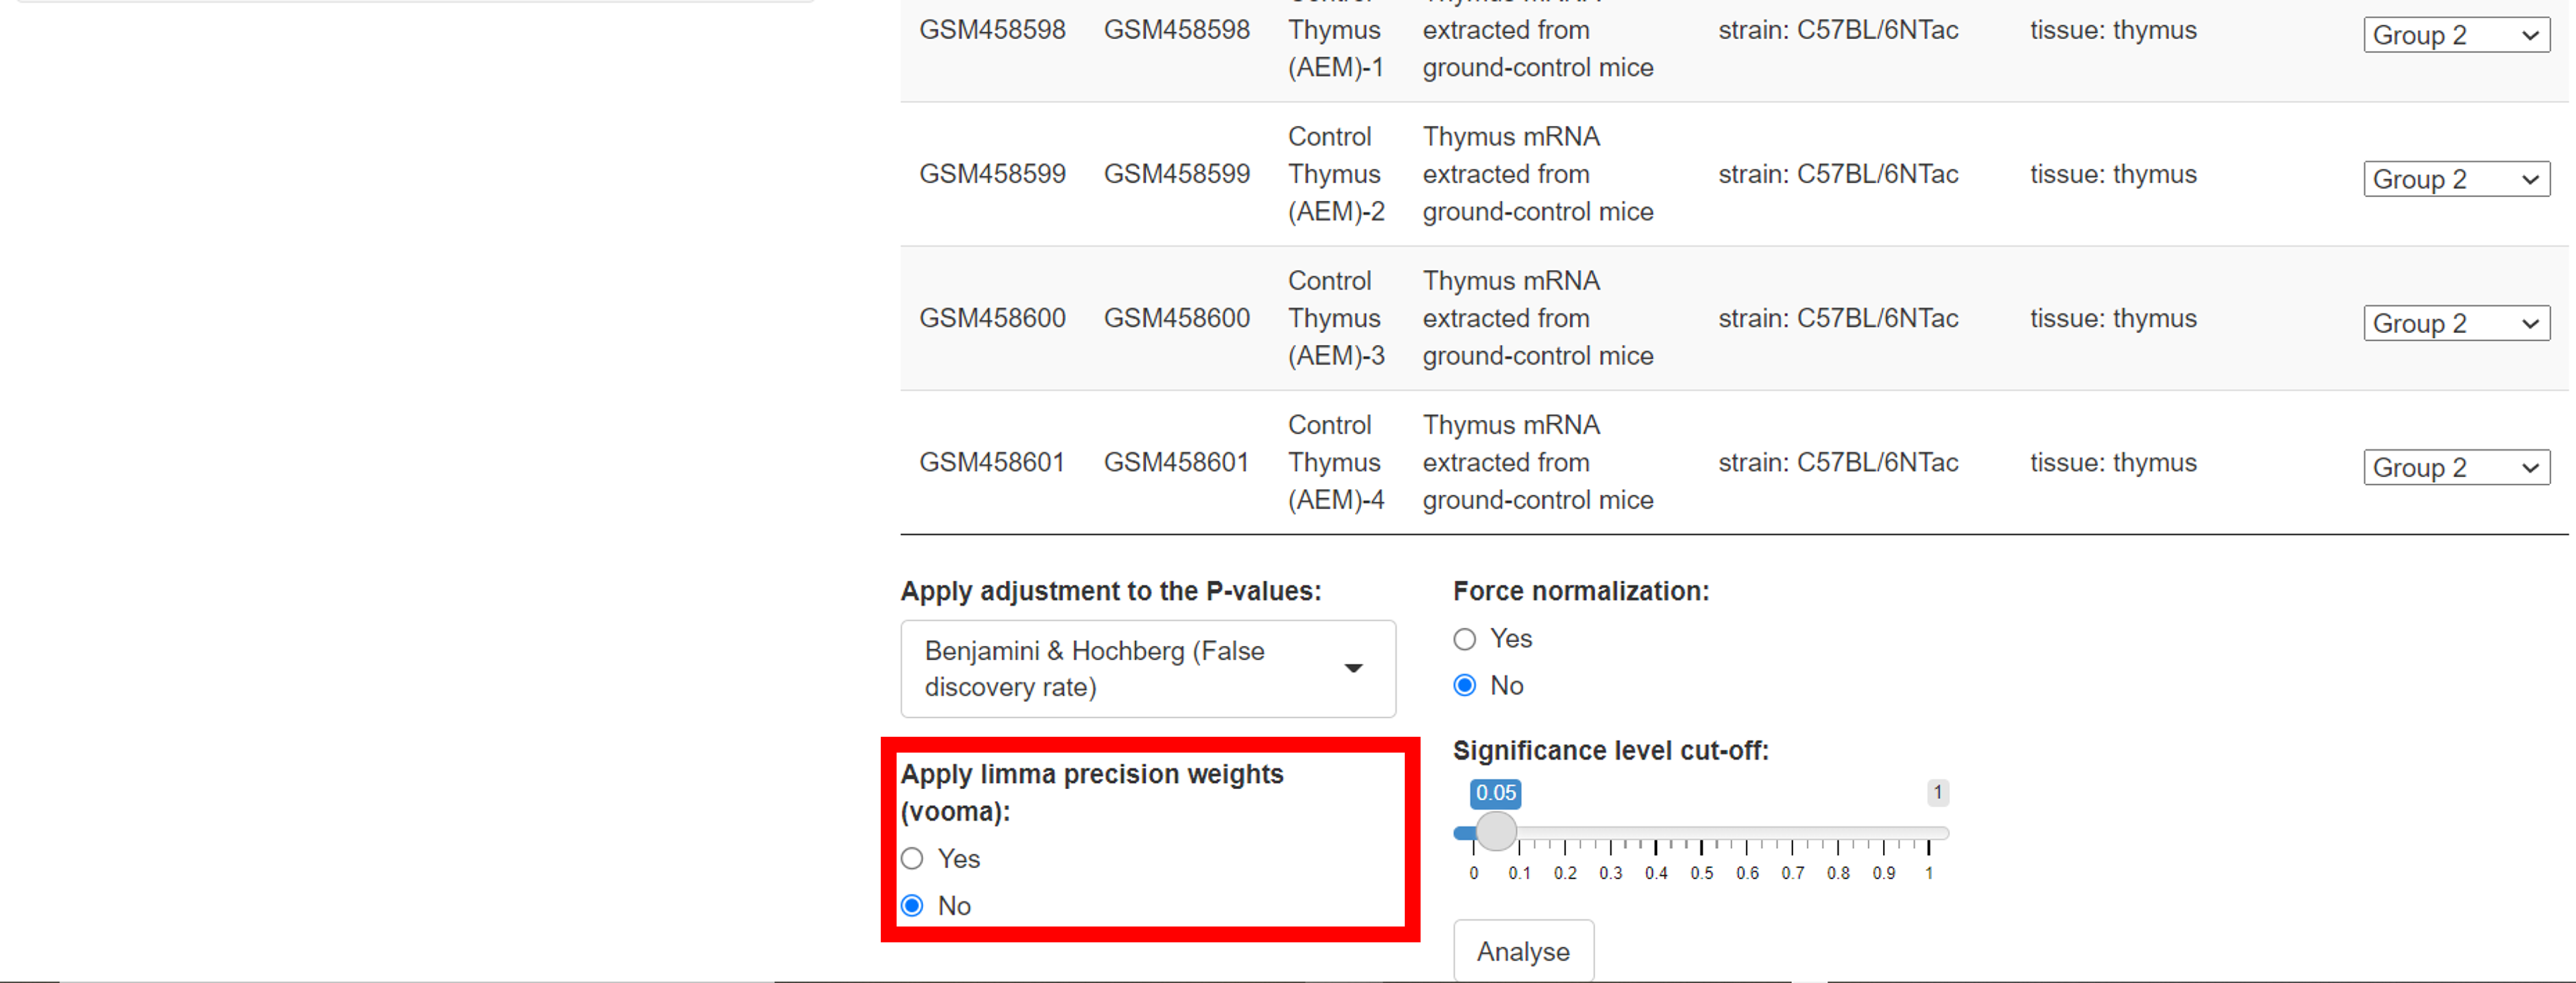 GSM458598 GSM458598 Thymus extracted from strain: C57BL/6NTac tissue: thymus Group 2
(AEM)-1 ground-control mice
Control Thymus mRNA
GSM458599 GSM458599 Thymus extracted from strain: C57BL/6NTac tissue: thymus Group 2
(AEM)-2 ground-control mice
Control Thymus mRNA
GSM458600 GSM458600 Thymus extracted from strain: C57BL/6NTac tissue: thymus Group 2
(AEM)-3 ground-control mice
Control Thymus mRNA
GSM458601 GSM458601 Thymus extracted from strain: C57BL/6NTac tissue: thymus Group 2
(AEM)-4 ground-control mice
Apply adjustment to the P-values:
Benjamini & Hochberg (False
discovery rate)
Force normalization:
Yes
No
Apply limma precision weights
(vooma):
Yes
No
Significance level cut-off:
0.05 1
0 0.1 0.2 0.3 0.4 0.5 0.6 0.7 0.8 0.9 1
Analyse